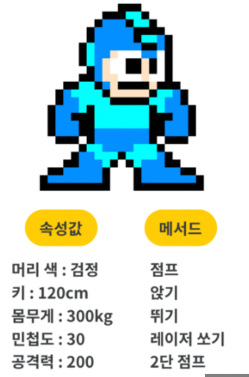 속성값
메서드
머리 색 : 검정
키 : 120cm
몸무게 : 300kg
민첩도 : 30
공격력 : 200
점프
앉기
뛰기
레이저 쏘기
2단 점프